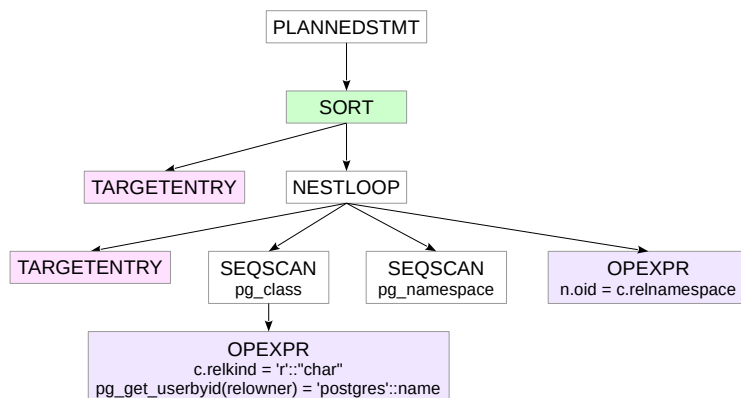 PLANNEDSTMT
SORT
TARGETENTRY
NESTLOOP
TARGETENTRY
SEQSCAN
pg_class
SEQSCAN
pg_namespace
OPEXPR
n.oid = c.relnamespace
OPEXPR
c.relkind = 'r'::"char"
pg_get_userbyid(relowner) = 'postgres'::name